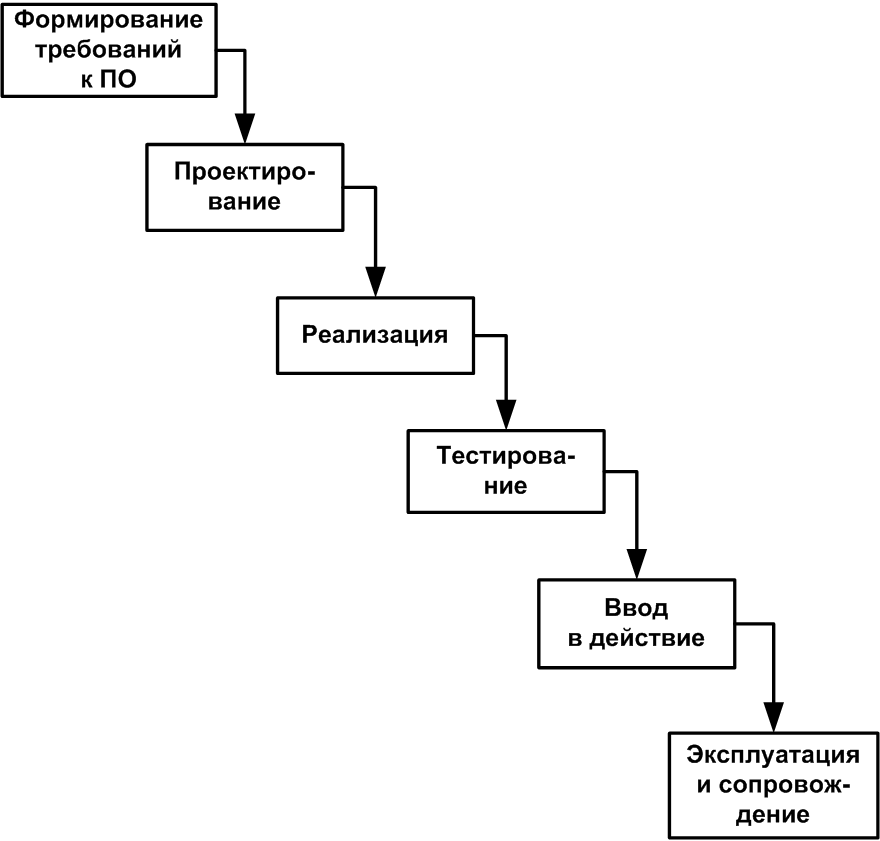 Формирование
требований
к ПО
Проектиро-
вание
Реализация
Тестирова-
ние
Ввод
в действие
Эксплуатация
и сопровож-
дение